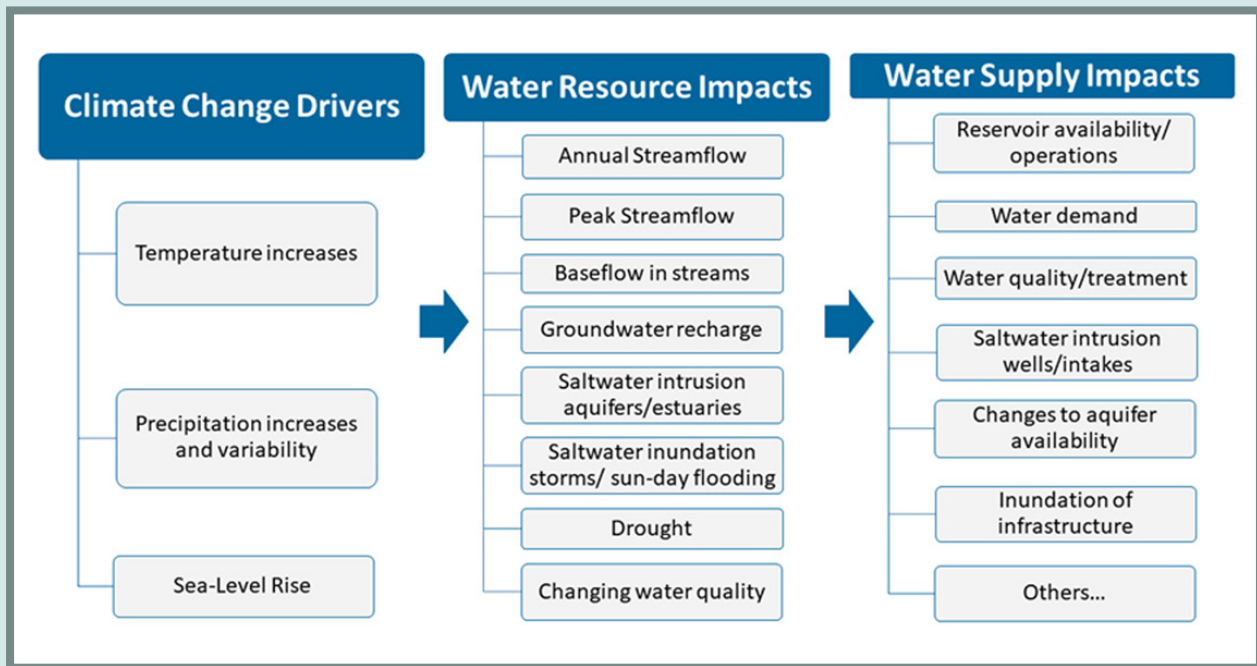 Climate Change Drivers
Temperature increases
Precipitation increases
and variability
Sea-Level Rise
Water Resource Impacts
Annual Streamflow
Peak Streamflow
Baseflow in streams
Groundwater recharge
Saltwater intrusion
aquifers/estuaries
Saltwater inundation
storms/ sun-day flooding
Drought
Changing water quality
Water Supply Impacts
Reservoir availability/
operations
Water demand
Water quality/treatment
Saltwater intrusion
wells/intakes
Changes to aquifer
availability
Inundation of
infrastructure
Others...